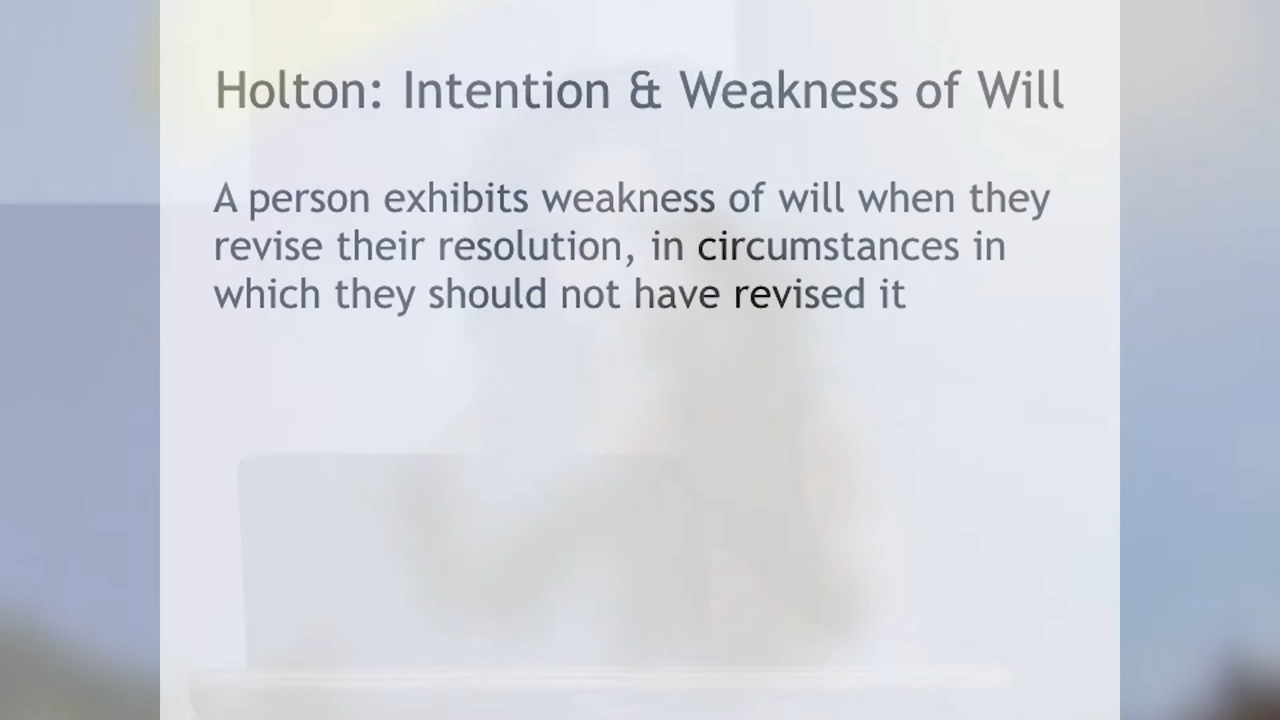 Holton: Intention & Weakness of Will
A person exhibits weakness of will when they
revise their resolution, in circumstances in
which they should not have revised it